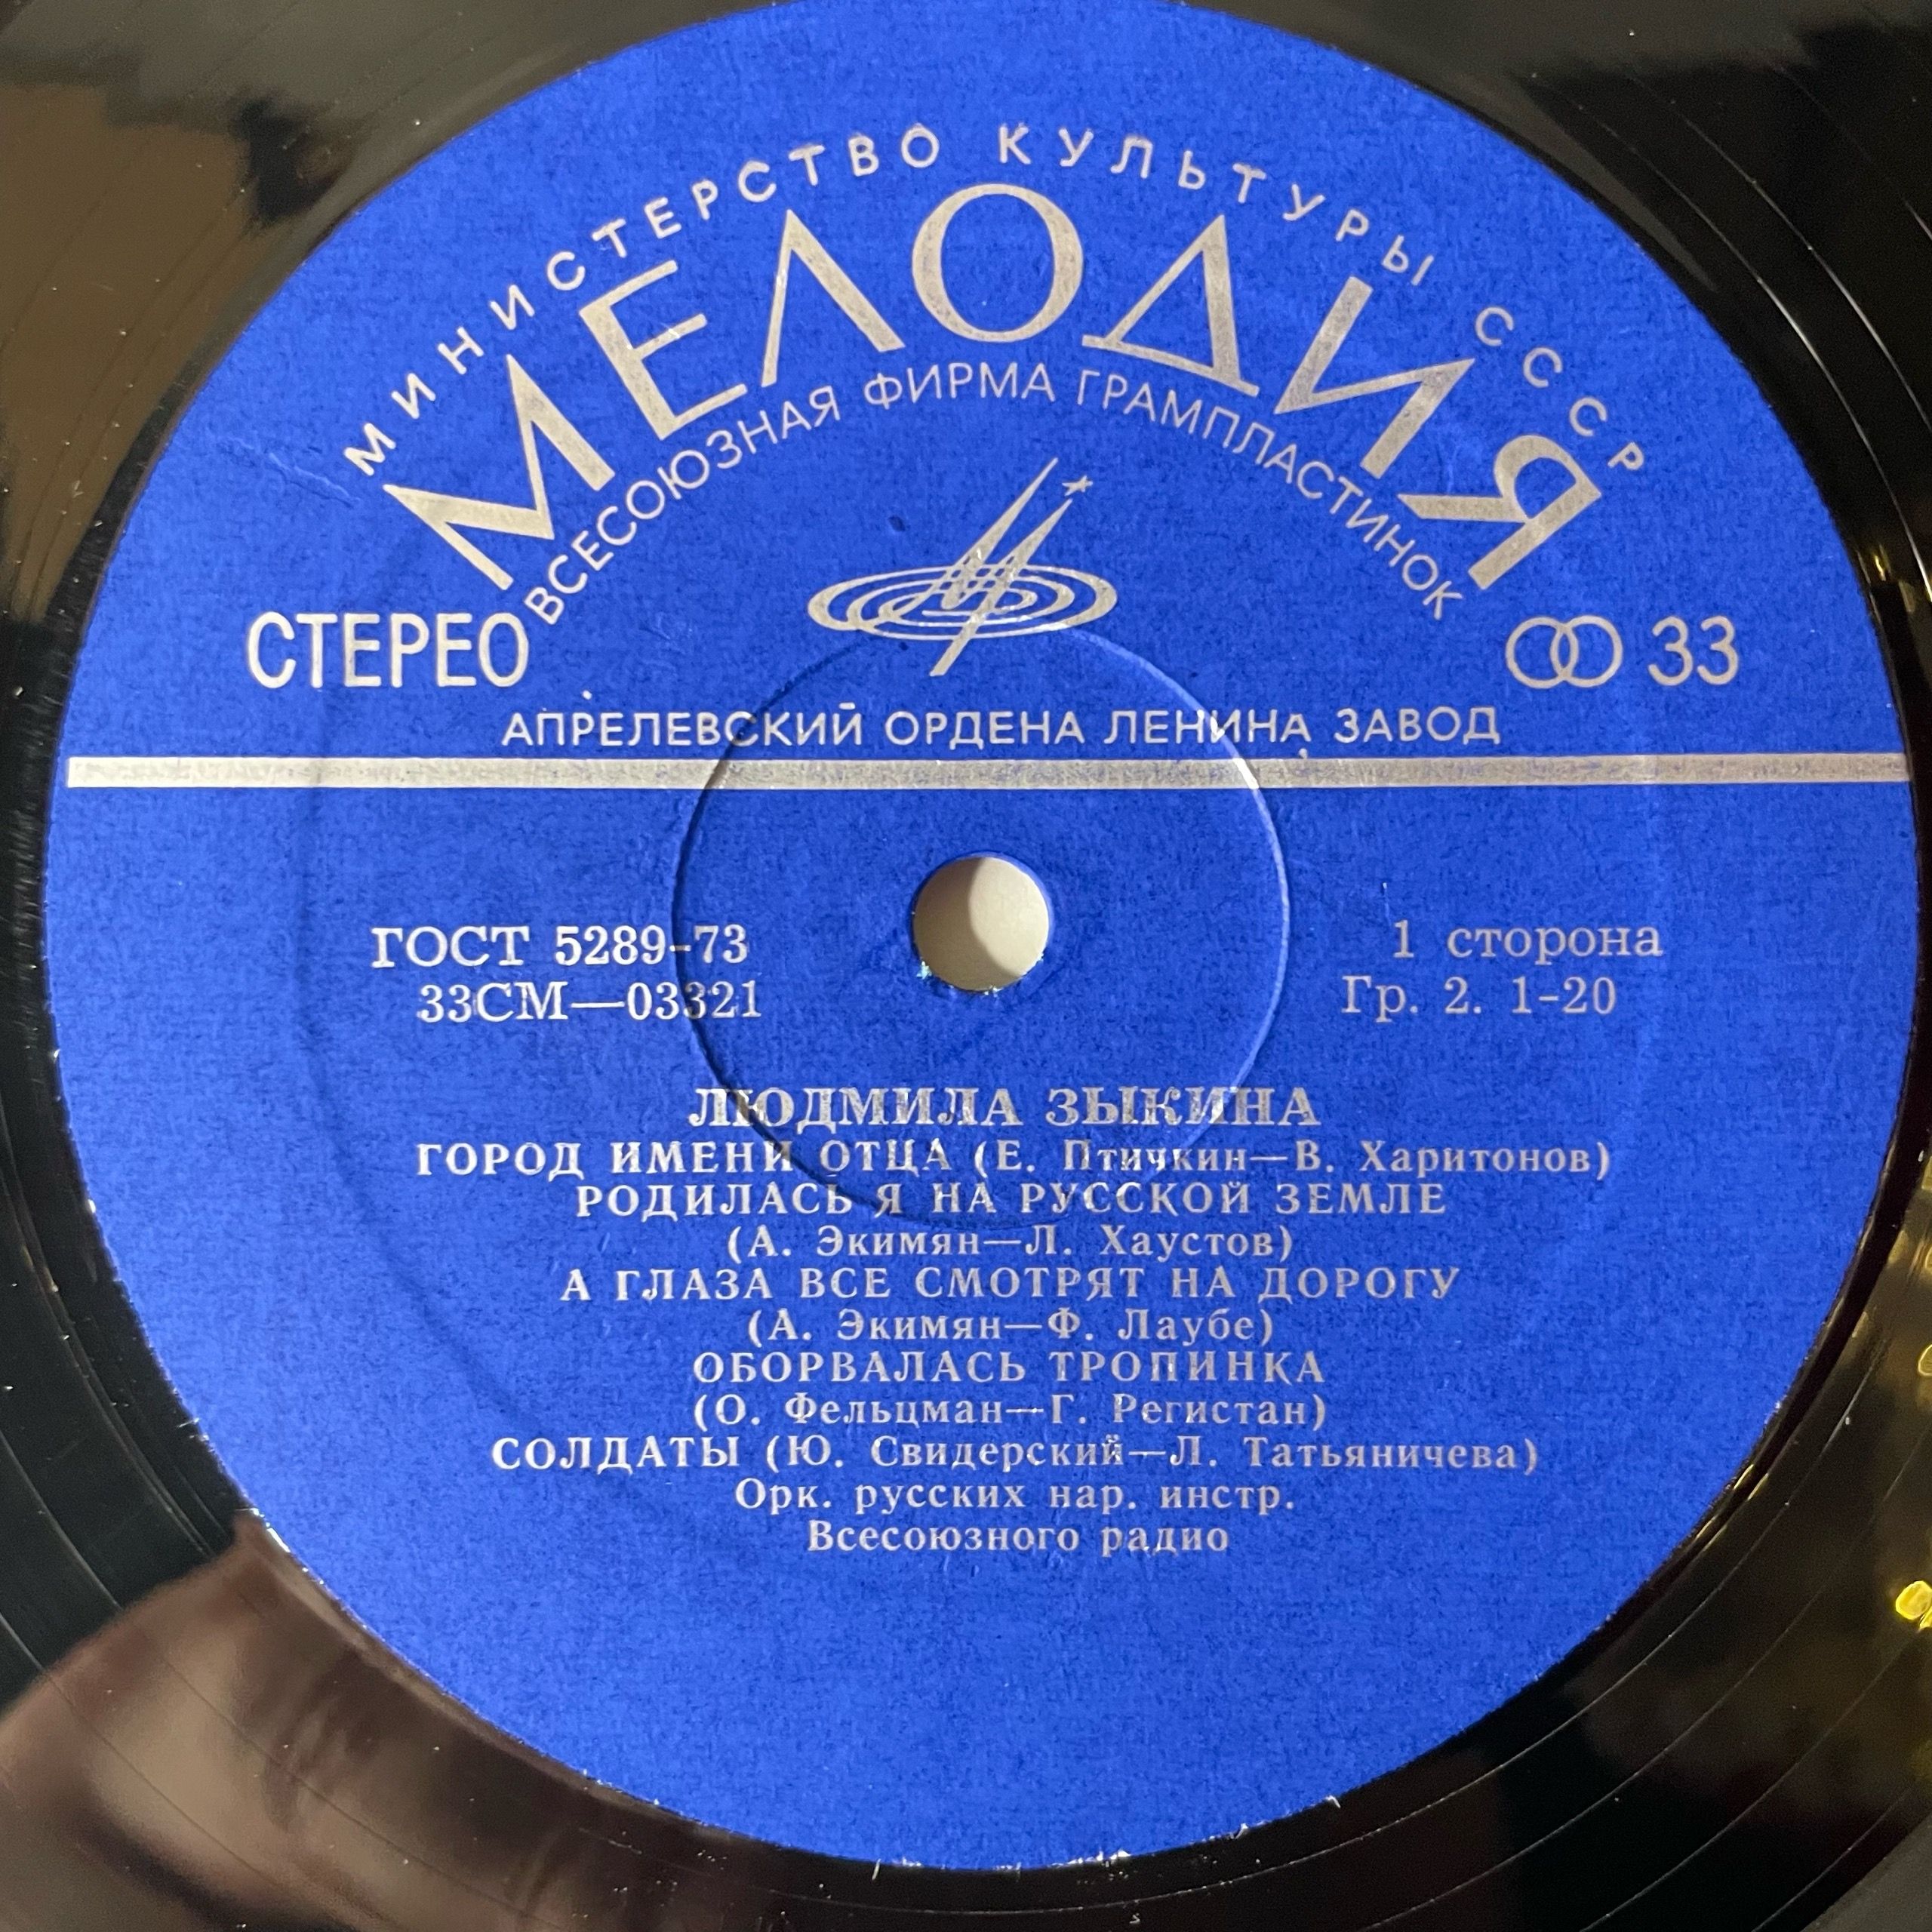 МИНИСТЕРСТВО КУЛЬТУРЫ СССР
МЕЛОДИЯ
ВСЕСОЮЗНАЯ ФИРМА ГРАМПЛАСТИНОК
СТЕРЕО
33
АПРЕЛЕВСКИЙ ОРДЕНА ЛЕНИНА ЗАВОД
ГОСТ 5289-73
33СМ—03321
1 сторона
Гр. 2. 1-20
ЛЮДМИЛА ЗЫКИНА
ГОРОД ИМЕНИ ОТЦА (Е. Птичкин—В. Харитонов)
РОДИЛАСЬ Я НА РУССКОЙ ЗЕМЛЕ
(А. Экимян—Л. Хаустов)
А ГЛАЗА ВСЕ СМОТРЯТ НА ДОРОГУ
(А. Экимян—Ф. Лаубе)
ОБОРВАЛАСЬ ТРОПИНКА
(О. Фельцман—Г. Регистан)
СОЛДАТЫ (Ю. Свидерский—Л. Татьяничева)
Орк. русских нар. инстр.
Всесоюзного радио